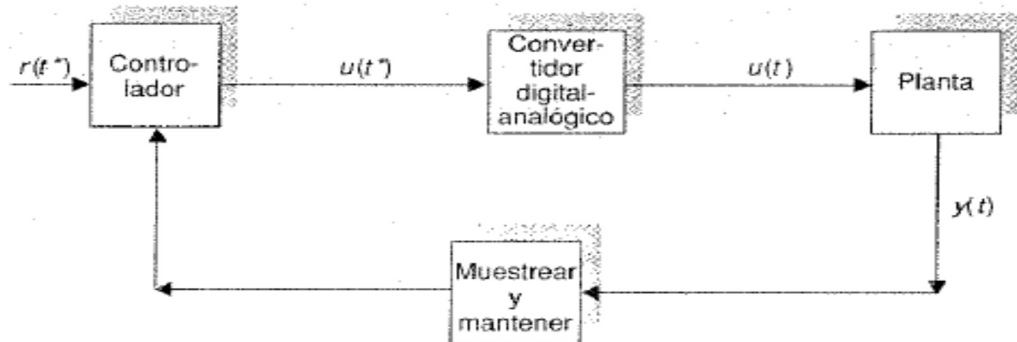 r(t*)
Contro-
lador
u(t*)
Conver-
tidor
digital-
analógico
u(t)
Planta
y(t)
Muestrear
y
mantener